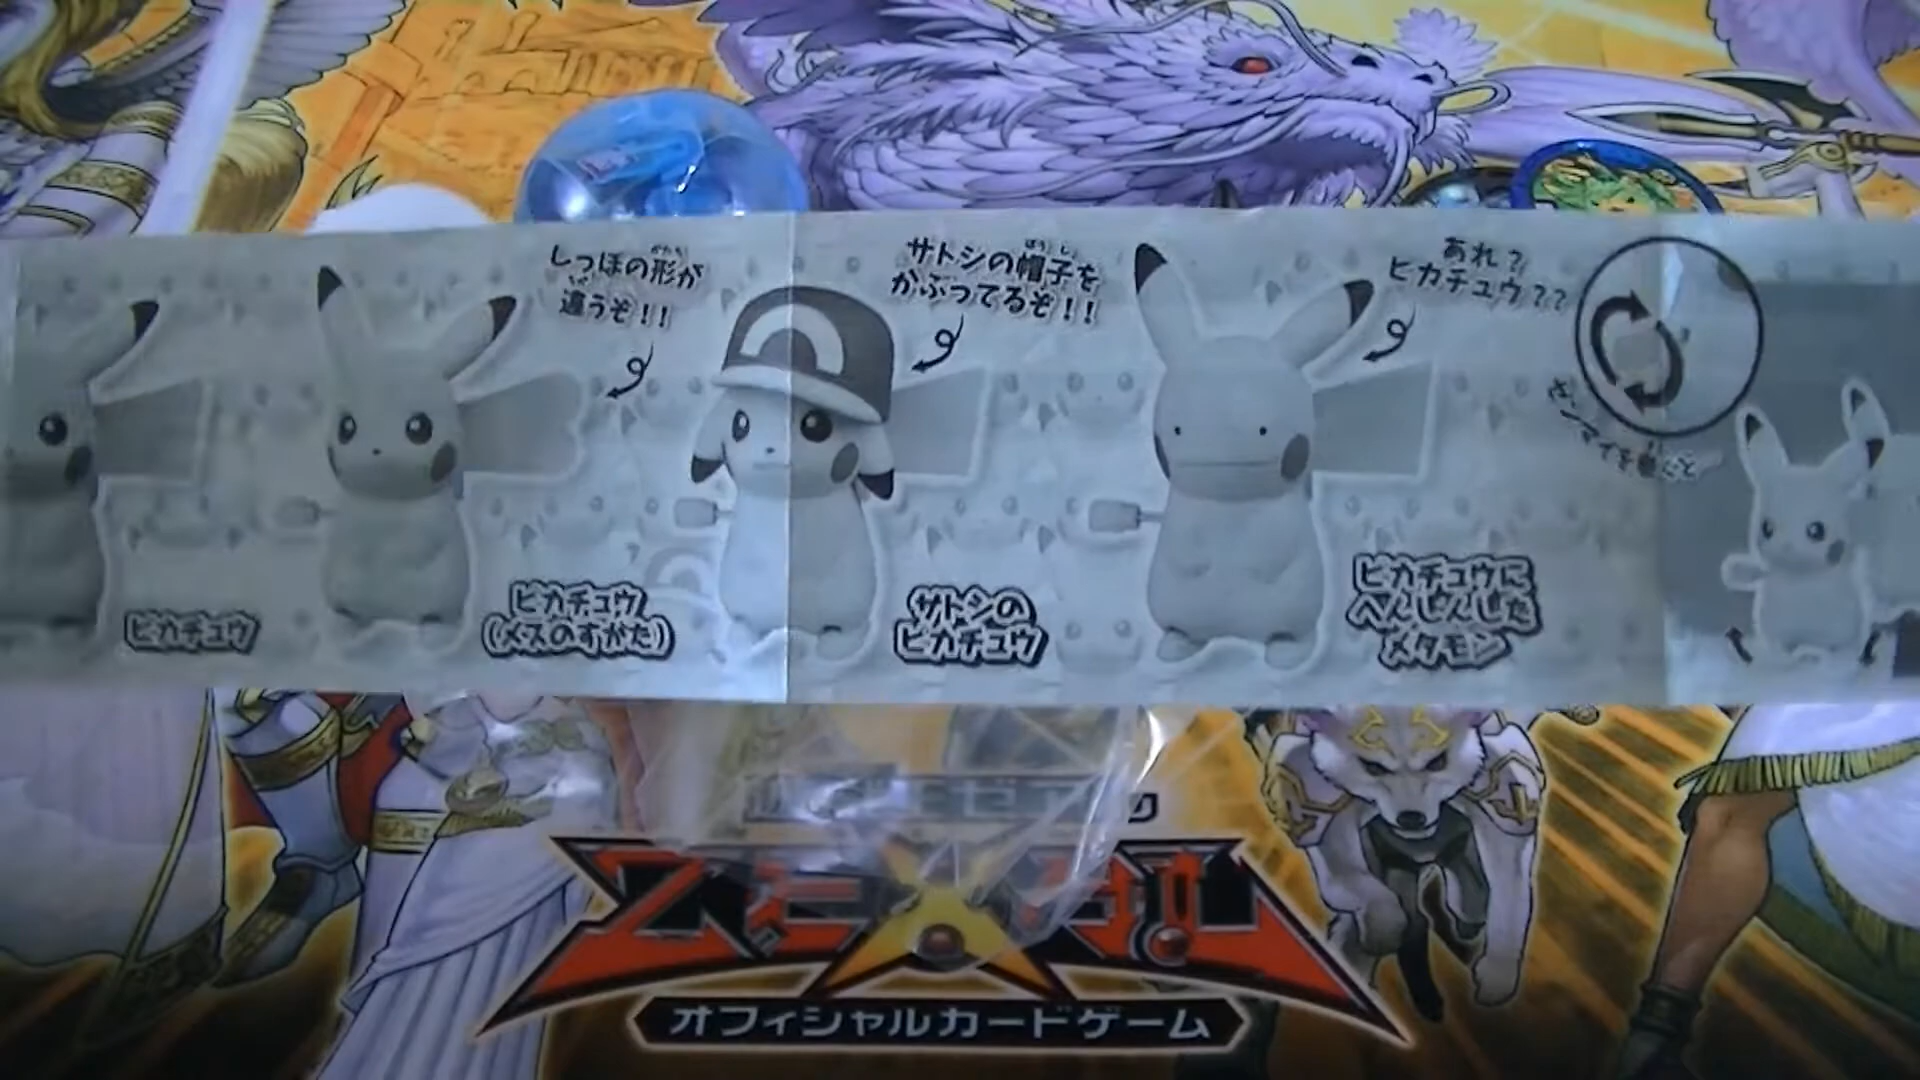 しっぽの形が
違うぞ!!
サトシの帽子を
かぶってるぞ!!
あれ?
ピカチュウ??
ピカチュウ
ピカチュウ
(メスのすがた)
サトシの
ピカチュウ
ピカチュウに
へんしんした
メタモン
オフィシャルカードゲーム